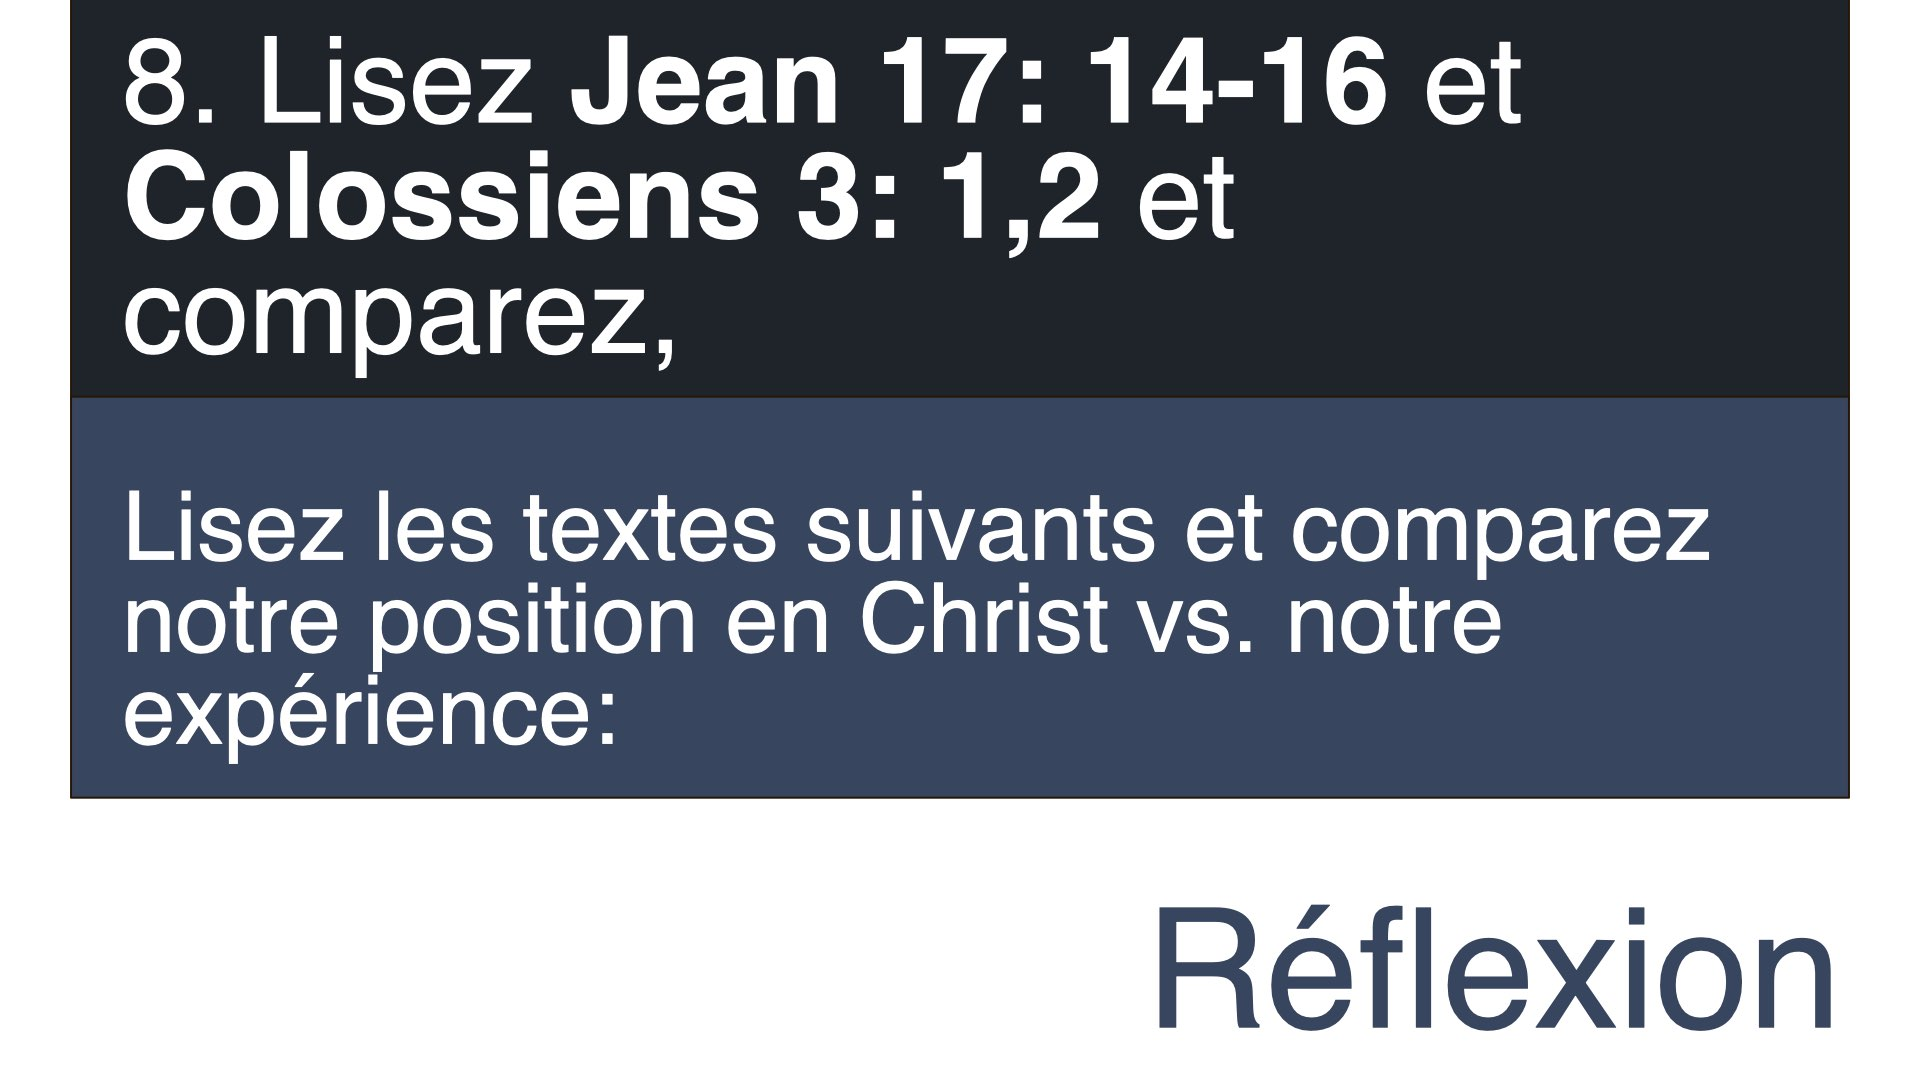 8. Lisez Jean 17: 14-16 et
Colossiens 3: 1,2 et
comparez,
Lisez les textes suivants et comparez
notre position en Christ vs. notre
expérience:
Réflexion